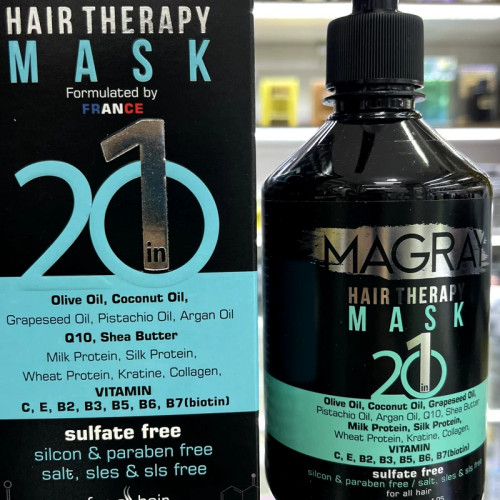 HAIR THERAPY
MASK
Formulated by
FRANCE
20 in 1
Olive Oil, Coconut Oil,
Grapeseed Oil, Pistachio Oil, Argan Oil
Q10, Shea Butter
Milk Protein, Silk Protein,
Wheat Protein, Kratine, Collagen,
VITAMIN
C, E, B2, B3, B5, B6, B7(biotin)
sulfate free
silcon & paraben free
salt, sles & sls free
hair
MAGRAY
HAIR THERAPY
MASK
20 in 1
Olive Oil, Coconut Oil, Grapeseed Oil,
Pistachio Oil, Argan Oil, Q10, Shea Butter
Milk Protein, Silk Protein,
Wheat Protein, Kratine, Collagen,
VITAMIN
C, E, B2, B3, B5, B6, B7(biotin)
sulfate free
silcon & paraben free / salt, sles & sls free
for all hair